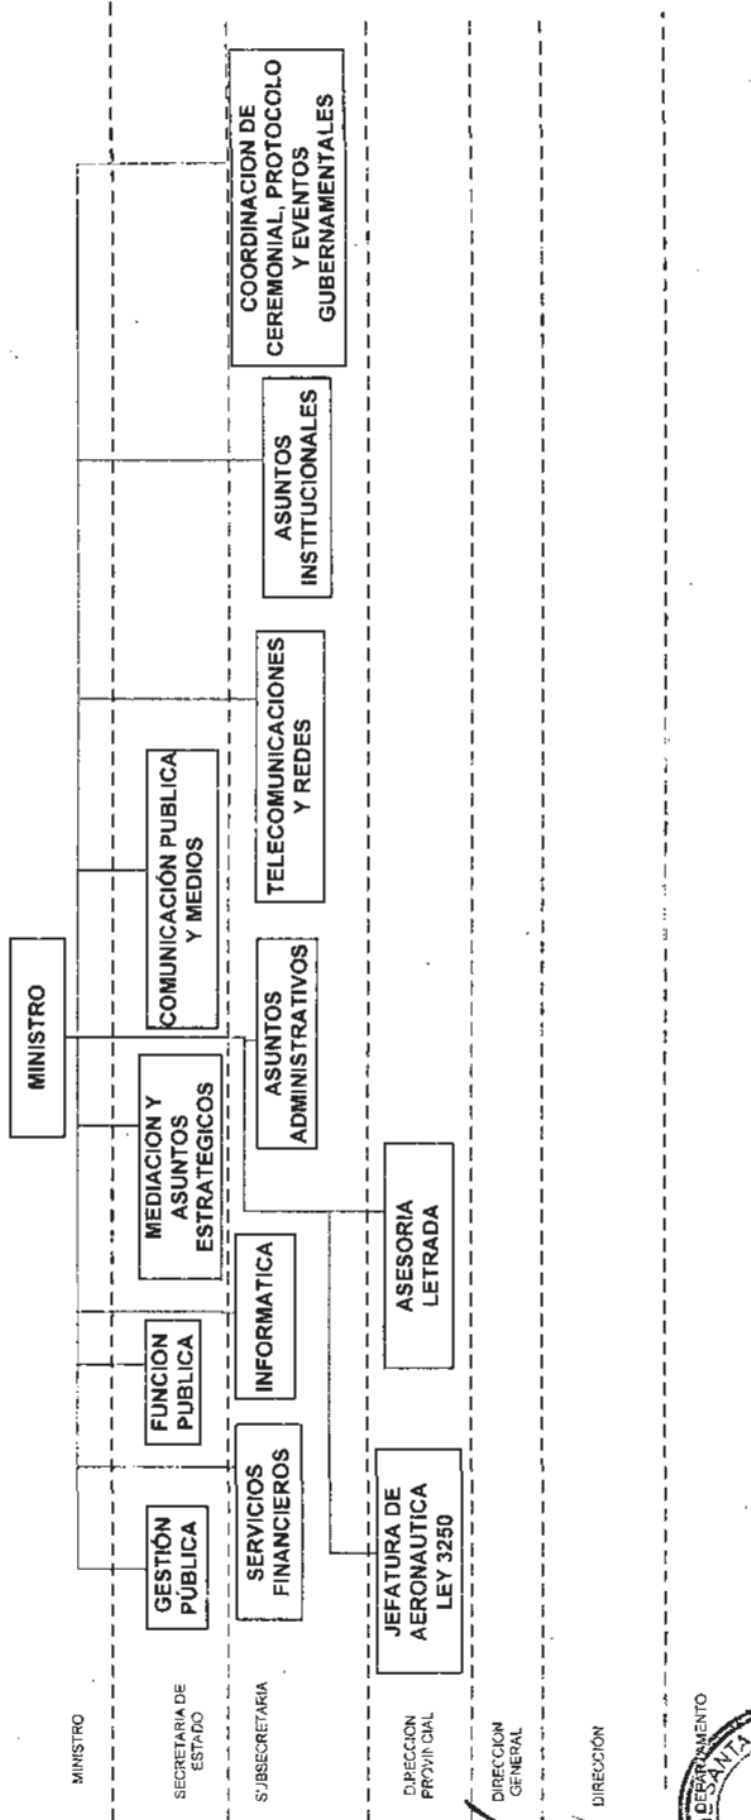 MINISTRO
MINISTRO
SECRETARIA DE
ESTADO
GESTIÓN
PÚBLICA
FUNCION
PUBLICA
MEDIACION Y
ASUNTOS
ESTRATEGICOS
COMUNICACIÓN PUBLICA
Y MEDIOS
SUBSECRETARIA
SERVICIOS
FINANCIEROS
INFORMATICA
ASUNTOS
ADMINISTRATIVOS
TELECOMUNICACIONES
Y REDES
ASUNTOS
INSTITUCIONALES
COORDINACION DE
CEREMONIAL, PROTOCOLO
Y EVENTOS
GUBERNAMENTALES
DIRECCION
PROVINCIAL
JEFATURA DE
AERONAUTICA
LEY 3250
ASESORIA
LETRADA
DIRECCION
GENERAL
DIRECCIÓN
DEPARTAMENTO
SANTA